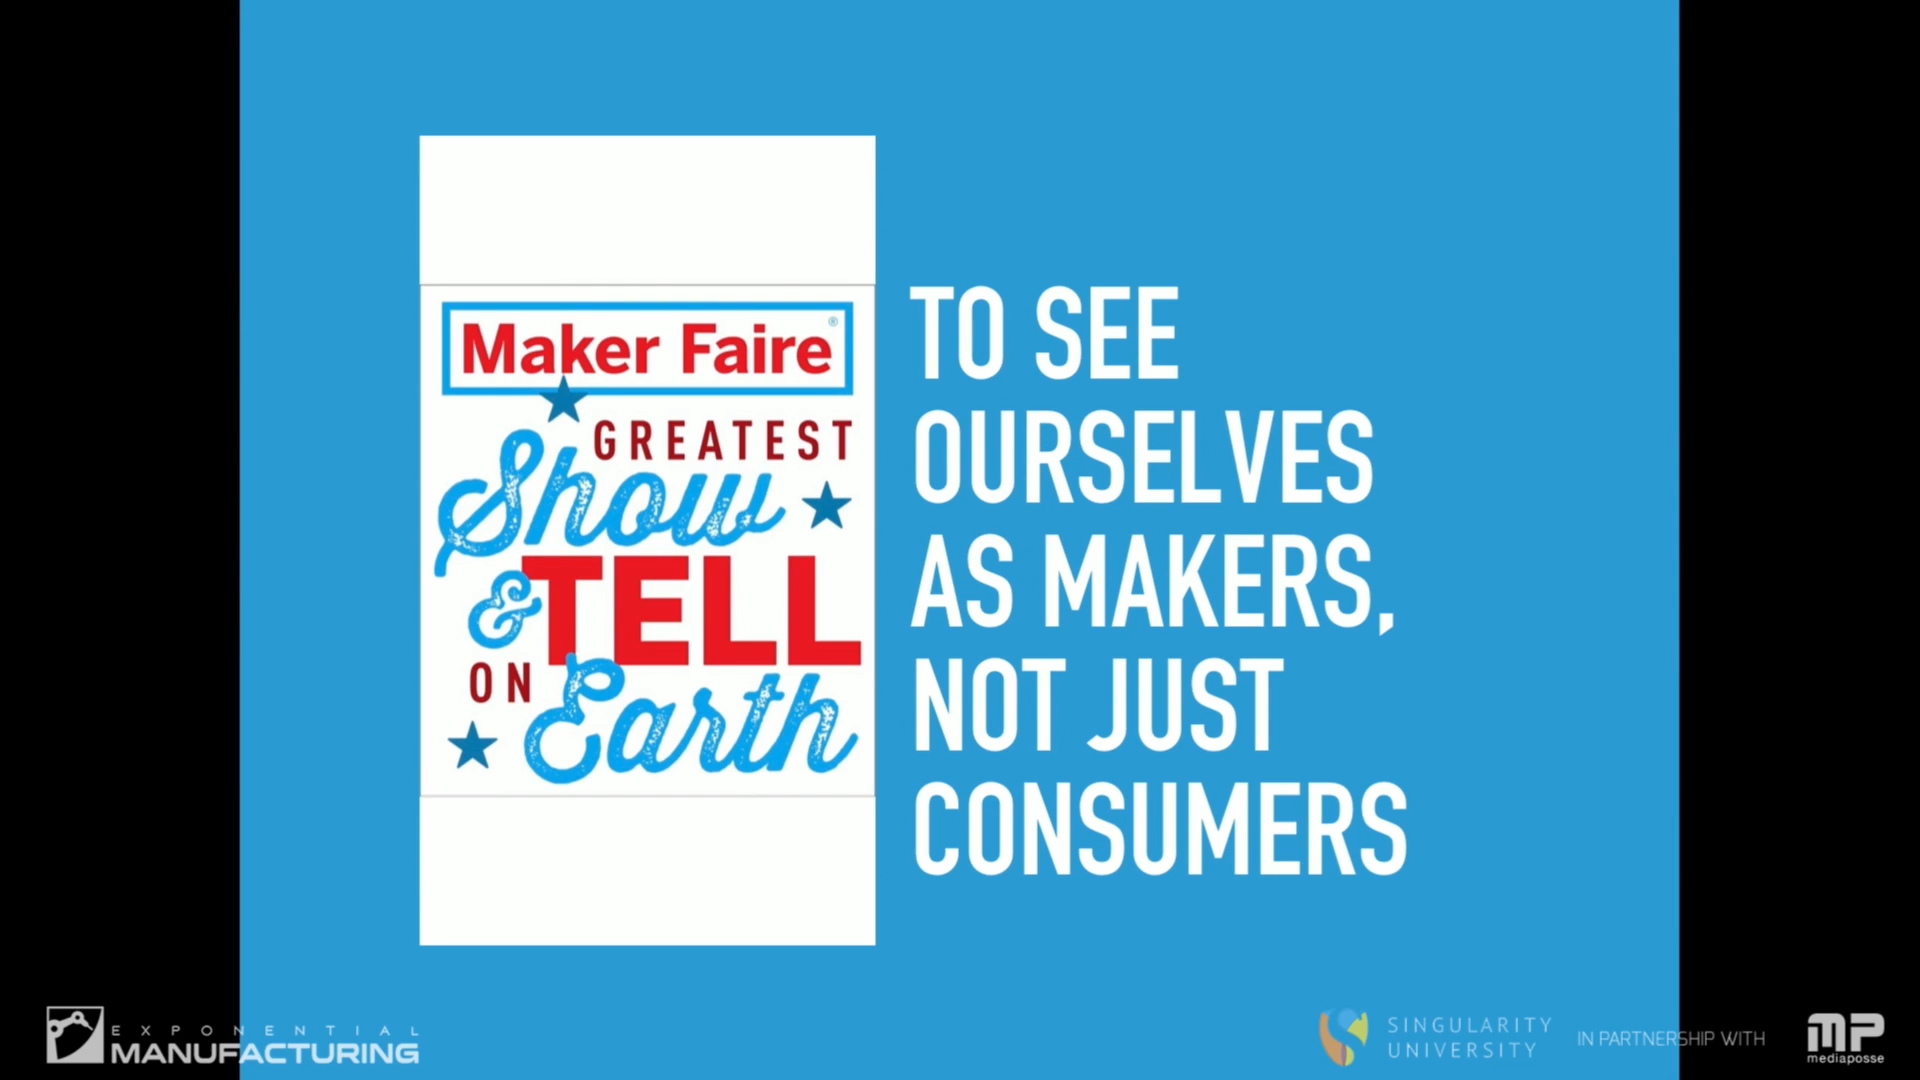 Maker Faire®
GREATEST
Show
& TELL
ON Earth
TO SEE
OURSELVES
AS MAKERS,
NOT JUST
CONSUMERS
EXPONENTIAL
MANUFACTURING
SINGULARITY
UNIVERSITY
IN PARTNERSHIP WITH
MP
mediaposse